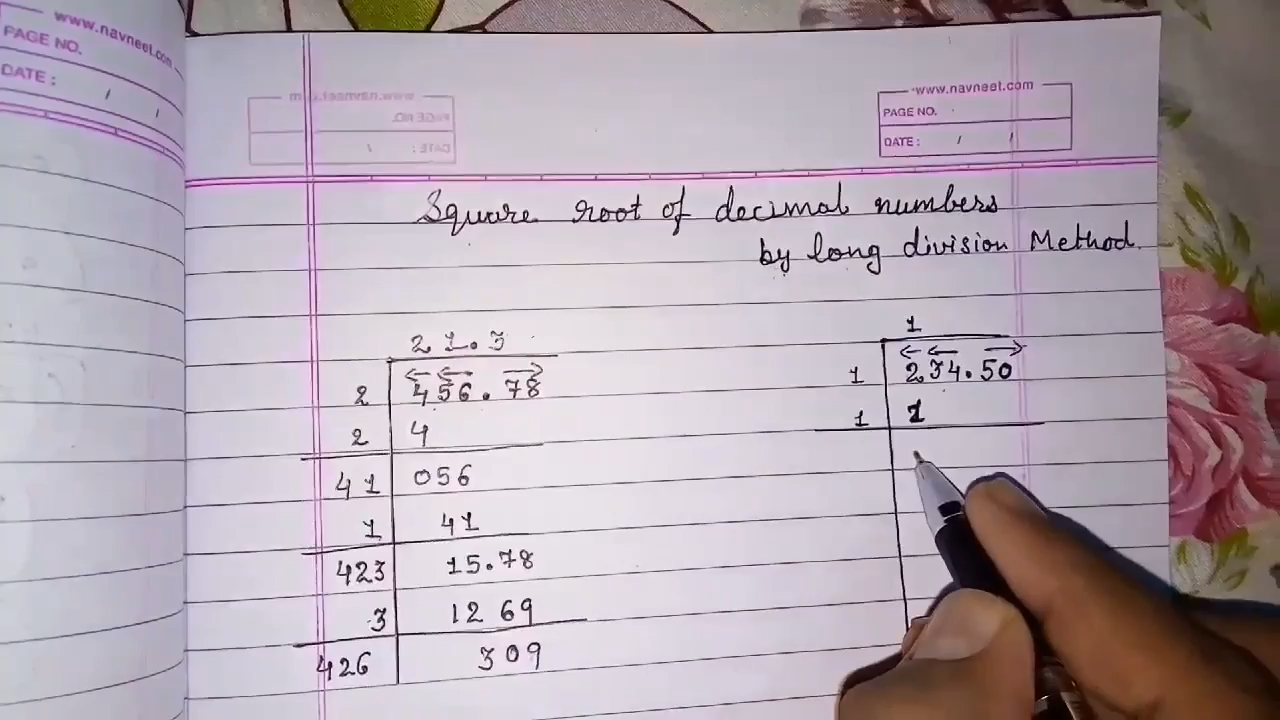 www.navneet.com
PAGE NO.
DATE : / /
www.navneet.com
PAGE NO.
DATE : / /
Square root of decimal numbers
by long division Method.
21.3
2 456.78
2 4
41 056
1 41
423 15.78
3 12 69
426 309
1
1 234.50
1 1